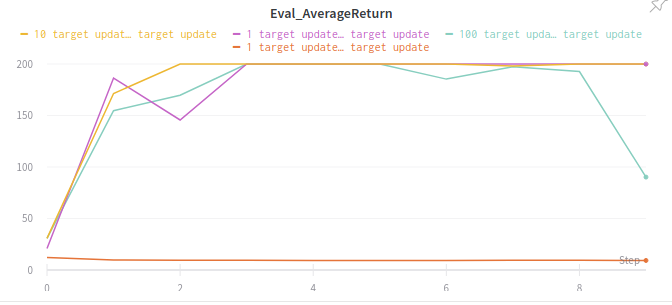 Eval_AverageReturn
10 target updat… target update 1 target update… target update 100 target upda… target update
1 target update… target update
200
150
100
50
0
Step
0 2 4 6 8